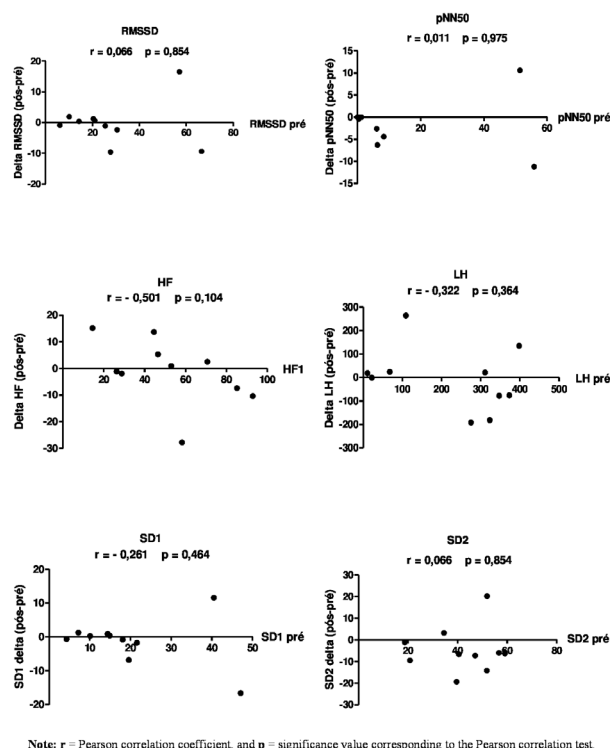 RMSSD
r = 0,066 p = 0,854
Delta RMSSD (pós-pré)
20
10
0
-10
-20
20
40
60
80
RMSSD pré
pNN50
r = 0,011 p = 0,975
Delta pNN50 (pós-pré)
15
10
5
0
-5
-10
-15
20
40
60
pNN50 pré
HF
r = - 0,501 p = 0,104
Delta HF (pós-pré)
20
10
0
-10
-20
-30
20
40
60
80
100
HF1
LH
r = - 0,322 p = 0,364
Delta LH (pós-pré)
300
200
100
0
-100
-200
-300
100
200
300
400
500
LH pré
SD1
r = - 0,261 p = 0,464
SD1 delta (pós-pré)
20
10
0
-10
-20
10
20
30
40
50
SD1 pré
SD2
r = 0,066 p = 0,854
SD2 delta (pós-pré)
30
20
10
0
-10
-20
-30
20
40
60
80
SD2 pré
Note: r = Pearson correlation coefficient, and p = significance value corresponding to the Pearson correlation test